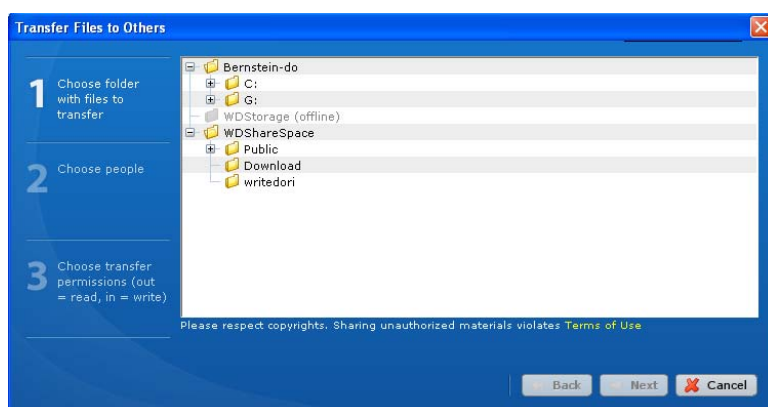 Transfer Files to Others
1
Choose folder
with files to
transfer
2
Choose people
3
Choose transfer
permissions (out
= read, in = write)
Bernstein-do
C:
G:
WDStorage (offline)
WDShareSpace
Public
Download
writedori
Please respect copyrights. Sharing unauthorized materials violates Terms of Use
Back
Next
Cancel